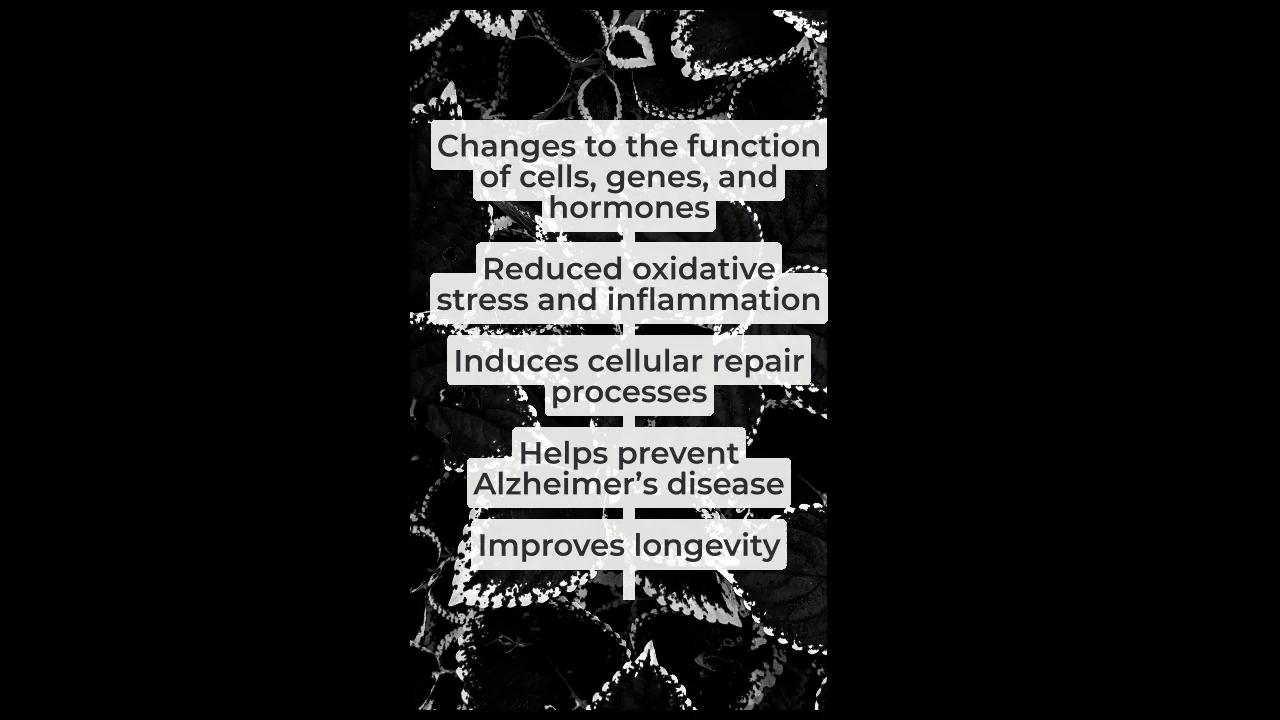 Changes to the function
of cells, genes, and
hormones
Reduced oxidative
stress and inflammation
Induces cellular repair
processes
Helps prevent
Alzheimer’s disease
Improves longevity